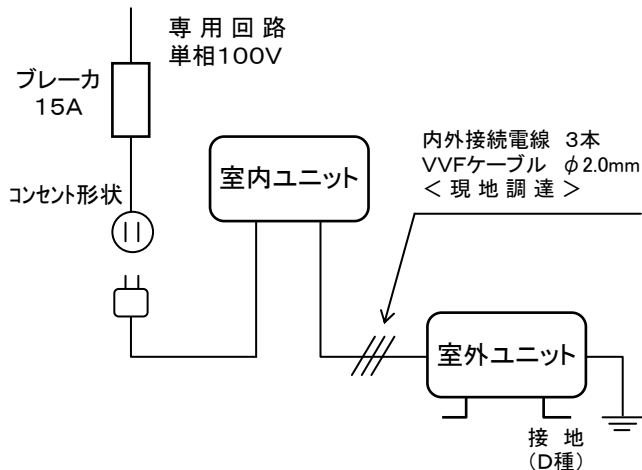 専用回路
単相100V
ブレーカ
15A
コンセント形状
室内ユニット
内外接続電線 3本
VVFケーブル φ2.0mm
<現地調達>
室外ユニット
接地
(D種)